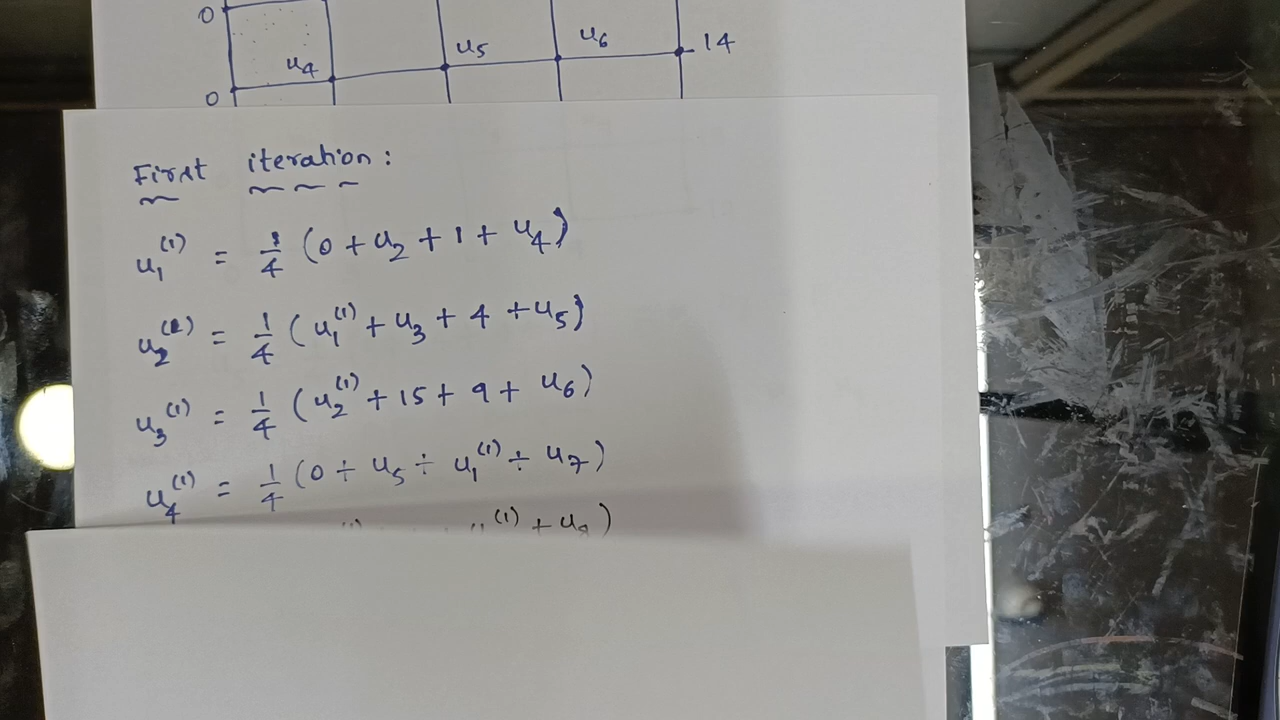 0
u₅ u₆ 14
u₄
0
First iteration:
u₁⁽¹⁾ = 1/4 (0 + u₂ + 1 + u₄)
u₂⁽²⁾ = 1/4 (u₁⁽¹⁾ + u₃ + 4 + u₅)
u₃⁽¹⁾ = 1/4 (u₂⁽¹⁾ + 15 + 9 + u₆)
u₄⁽¹⁾ = 1/4 (0 ÷ u₅ ÷ u₁⁽¹⁾ ÷ u₇)
⁽¹⁾ + u₈)